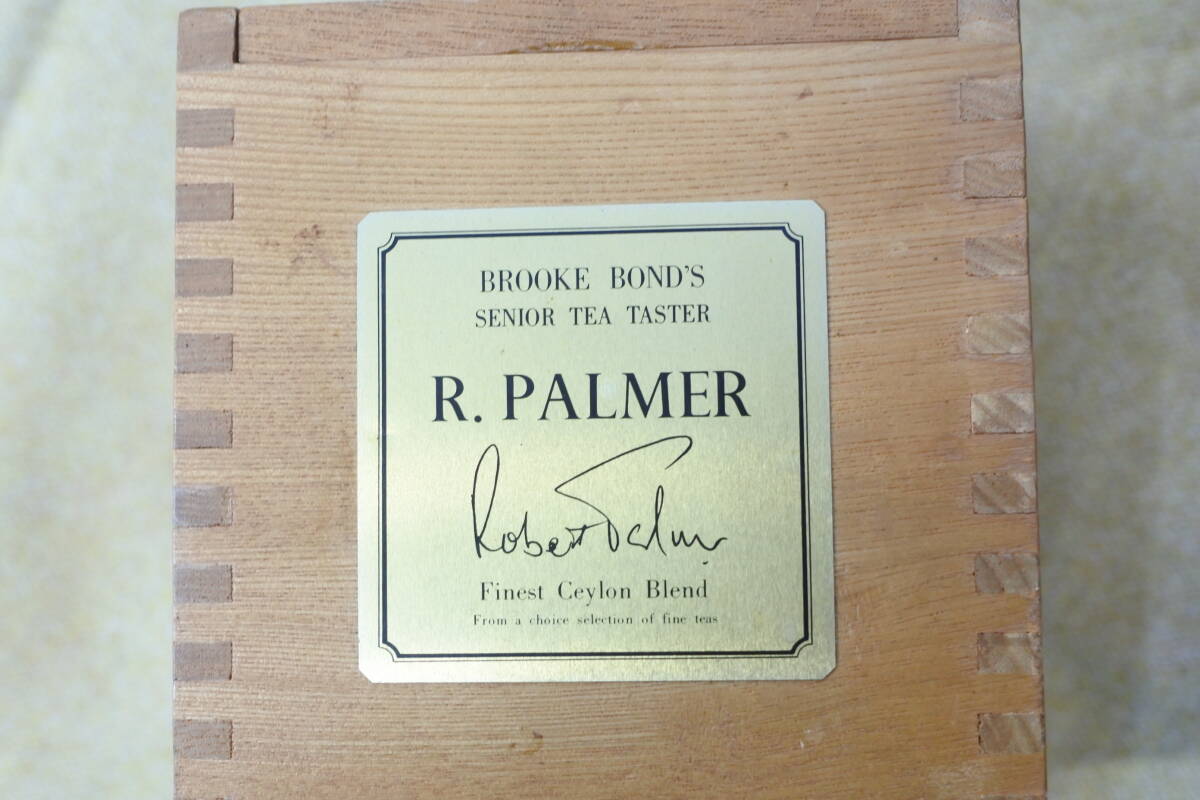 BROOKE BOND'S
SENIOR TEA TASTER
R. PALMER
Robert Palmer
Finest Ceylon Blend
From a choice selection of fine teas